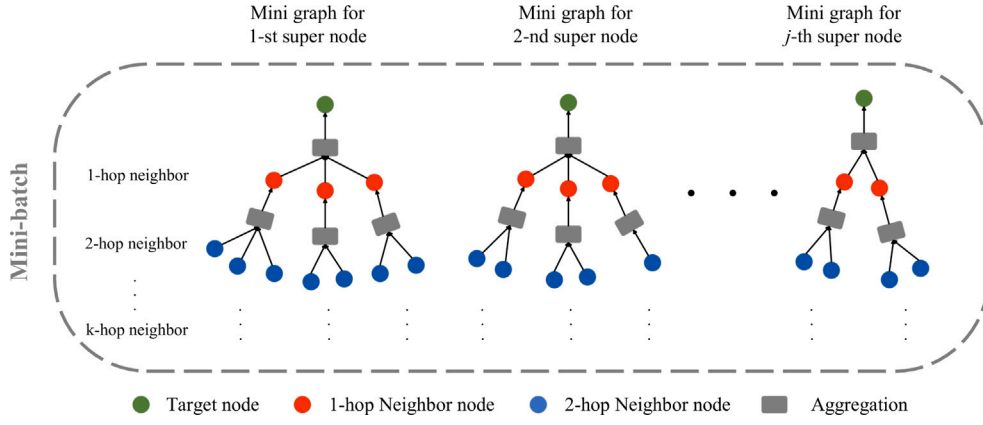 Mini graph for
1-st super node
Mini graph for
2-nd super node
Mini graph for
j-th super node
Mini-batch
1-hop neighbor
2-hop neighbor
k-hop neighbor
Target node
1-hop Neighbor node
2-hop Neighbor node
Aggregation